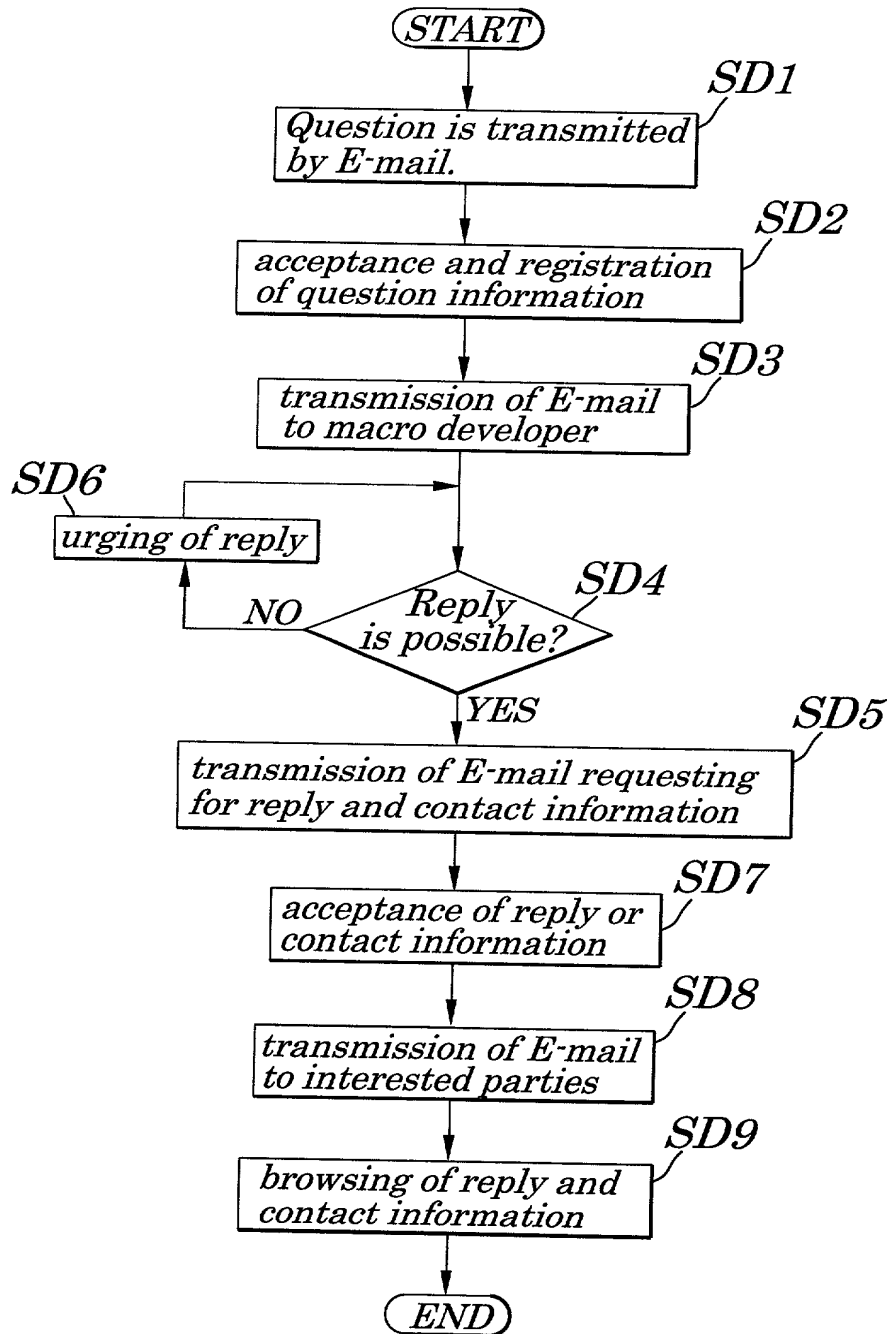 START
SD1
Question is transmitted
by E-mail.
SD2
acceptance and registration
of question information
SD3
transmission of E-mail
to macro developer
SD6
urging of reply
SD4
NO
Reply
is possible?
YES
SD5
transmission of E-mail requesting
for reply and contact information
SD7
acceptance of reply or
contact information
SD8
transmission of E-mail
to interested parties
SD9
browsing of reply and
contact information
END